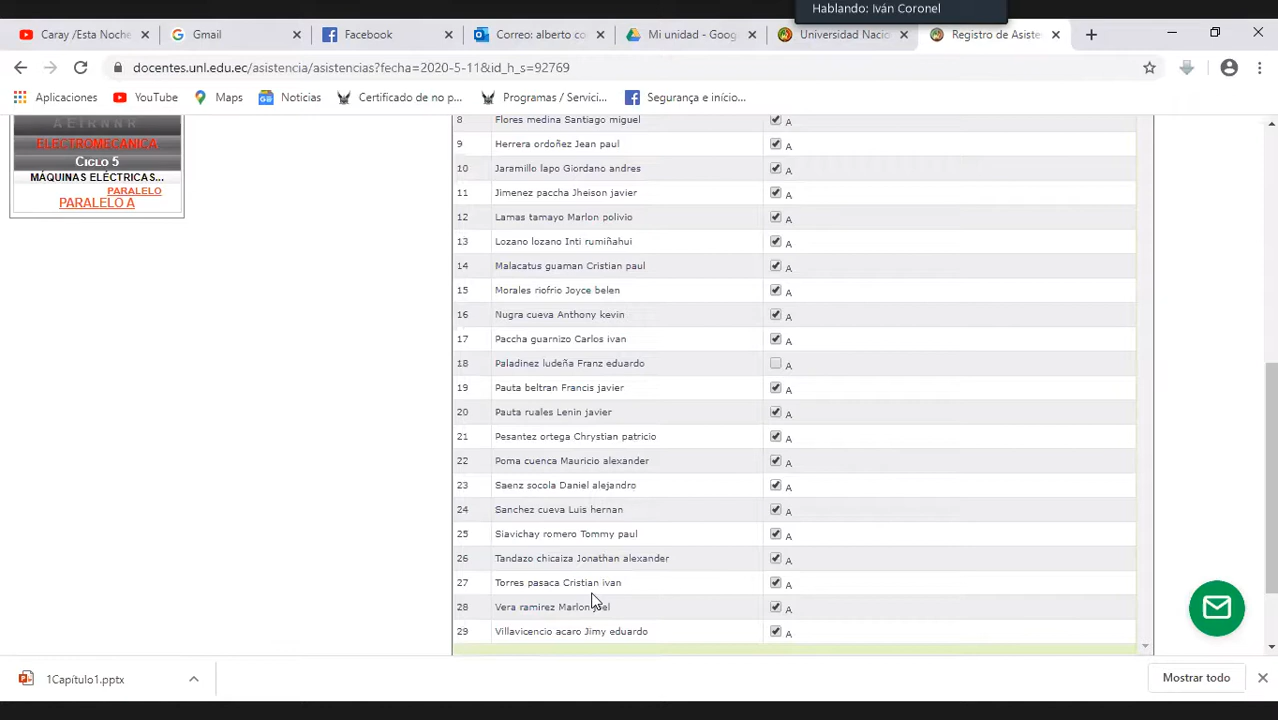 Hablando: Iván Coronel
Caray /Esta Noche
Gmail
Facebook
Correo: alberto co
Mi unidad - Goog
Universidad Nacio
Registro de Asiste
docentes.unl.edu.ec/asistencia/asistencias?fecha=2020-5-11&id_h_s=92769
Aplicaciones
YouTube
Maps
Noticias
Certificado de no p...
Programas / Servici...
Segurança e início...
A E I R N N R
ELECTROMECANICA
CICLO 5
MÁQUINAS ELÉCTRICAS...
PARALELO
PARALELO A
8 Flores medina Santiago miguel A
9 Herrera ordoñez Jean paul A
10 Jaramillo lapo Giordano andres A
11 Jimenez paccha Jheison javier A
12 Lamas tamayo Marlon polivio A
13 Lozano lozano Inti rumiñahui A
14 Malacatus guaman Cristian paul A
15 Morales riofrio Joyce belen A
16 Nugra cueva Anthony kevin A
17 Paccha guarnizo Carlos ivan A
18 Paladinez ludeña Franz eduardo A
19 Pauta beltran Francis javier A
20 Pauta ruales Lenin javier A
21 Pesantez ortega Chrystian patricio A
22 Poma cuenca Mauricio alexander A
23 Saenz socola Daniel alejandro A
24 Sanchez cueva Luis hernan A
25 Siavichay romero Tommy paul A
26 Tandazo chicaiza Jonathan alexander A
27 Torres pasaca Cristian ivan A
28 Vera ramirez Marlon A
29 Villavicencio acaro Jimy eduardo A
1Capítulo1.pptx
Mostrar todo